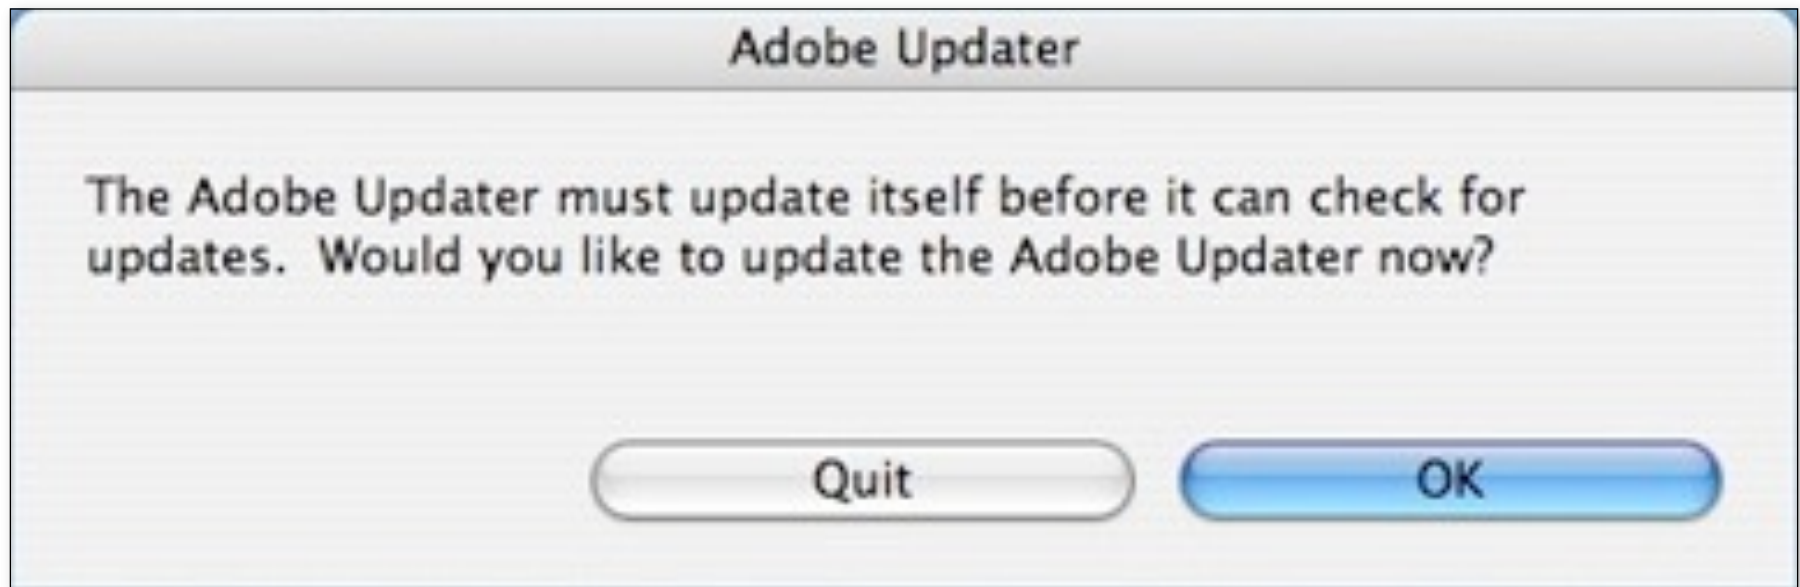 Adobe Updater
The Adobe Updater must update itself before it can check for
updates.  Would you like to update the Adobe Updater now?
Quit OK